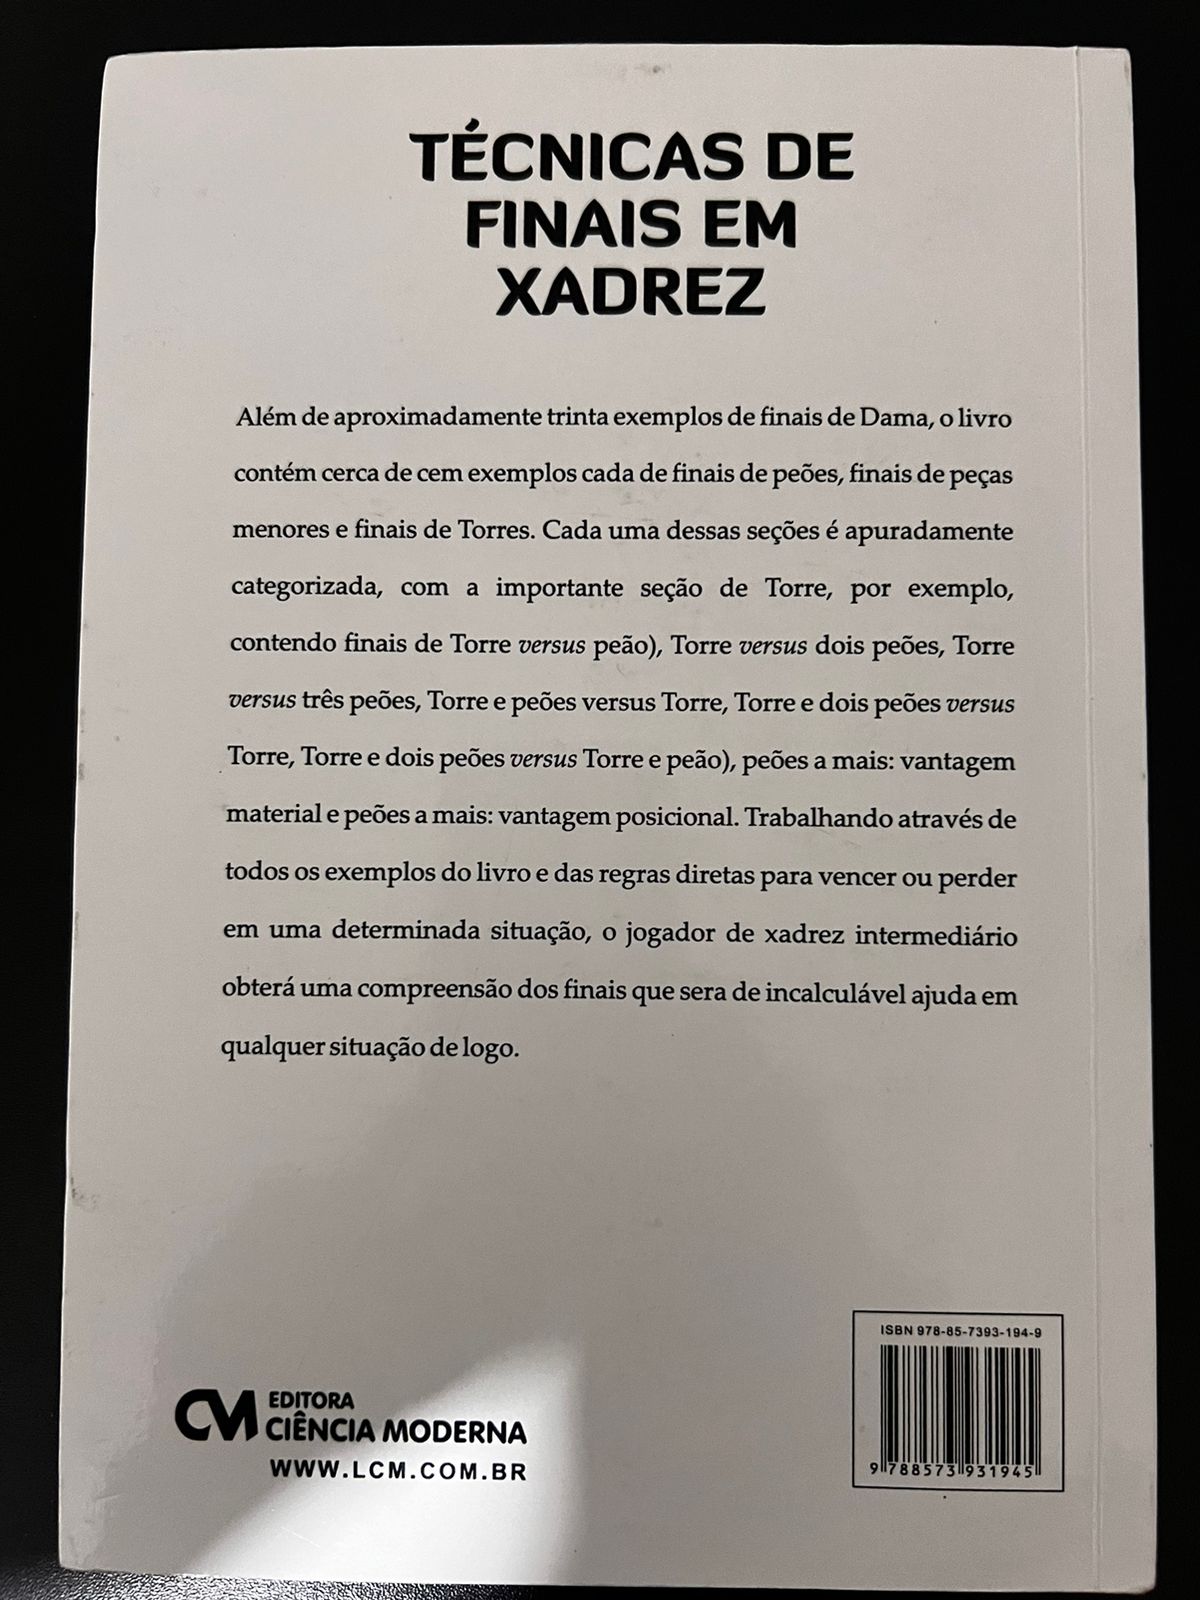 TÉCNICAS DE
FINAIS EM
XADREZ
Além de aproximadamente trinta exemplos de finais de Dama, o livro
contém cerca de cem exemplos cada de finais de peões, finais de peças
menores e finais de Torres. Cada uma dessas seções é apuradamente
categorizada, com a importante seção de Torre, por exemplo,
contendo finais de Torre versus peão), Torre versus dois peões, Torre
versus três peões, Torre e peões versus Torre, Torre e dois peões versus
Torre, Torre e dois peões versus Torre e peão), peões a mais: vantagem
material e peões a mais: vantagem posicional. Trabalhando através de
todos os exemplos do livro e das regras diretas para vencer ou perder
em uma determinada situação, o jogador de xadrez intermediário
obterá uma compreensão dos finais que sera de incalculável ajuda em
qualquer situação de logo.
ISBN 978-85-7393-194-9
9 788573 931945
CM EDITORA
CIÊNCIA MODERNA
WWW.LCM.COM.BR